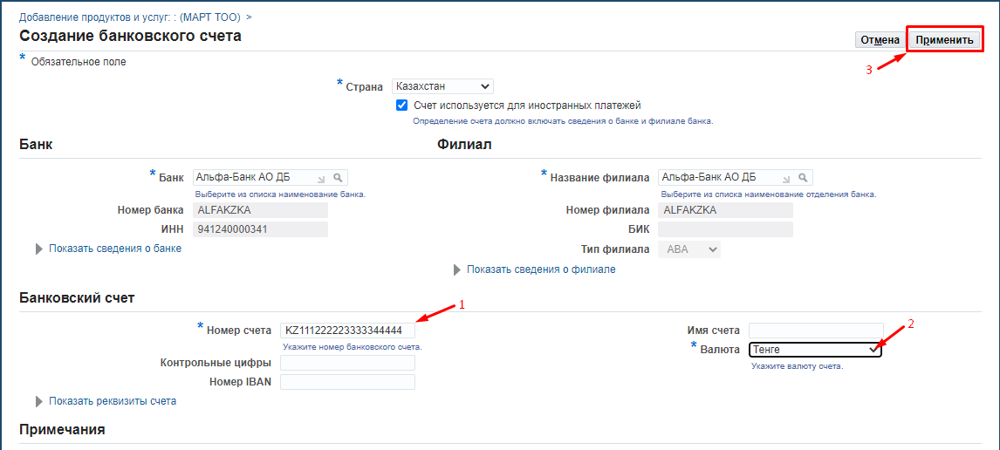 Добавление продуктов и услуг: : (МАРТ ТОО) >
Создание банковского счета
Отмена Применить
* Обязательное поле
3
* Страна Казахстан
Счет используется для иностранных платежей
Определение счета должно включать сведения о банке и филиале банка.
Банк Филиал
* Банк Альфа-Банк АО ДБ * Название филиала Альфа-Банк АО ДБ
Выберите из списка наименование банка. Выберите из списка наименование отделения банка.
Номер банка ALFAKZKA Номер филиала ALFAKZKA
ИНН 941240000341 БИК
Тип филиала ABA
Показать сведения о банке
Показать сведения о филиале
Банковский счет
1
* Номер счета KZ111222223333344444 Имя счета
2
Укажите номер банковского счета. * Валюта Тенге
Контрольные цифры Укажите валюту счета.
Номер IBAN
Показать реквизиты счета
Примечания